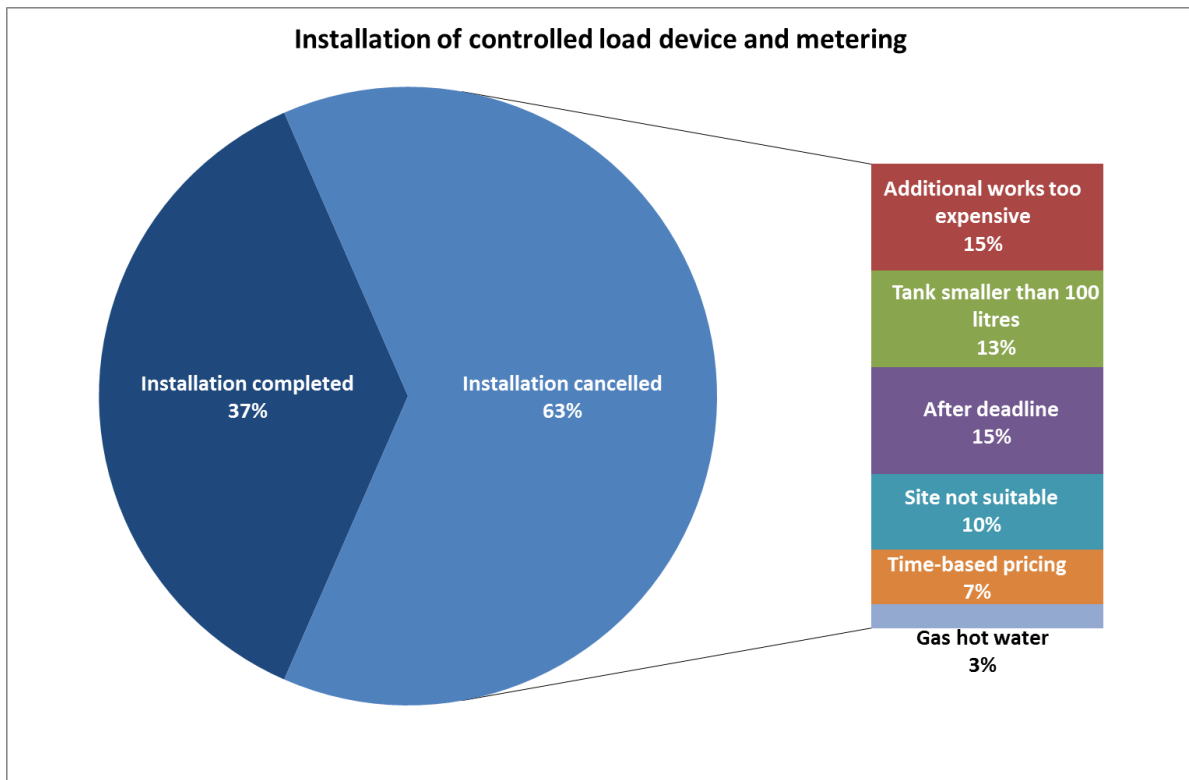 Installation of controlled load device and metering
Installation completed
37%
Installation cancelled
63%
Additional works too
expensive
15%
Tank smaller than 100
litres
13%
After deadline
15%
Site not suitable
10%
Time-based pricing
7%
Gas hot water
3%